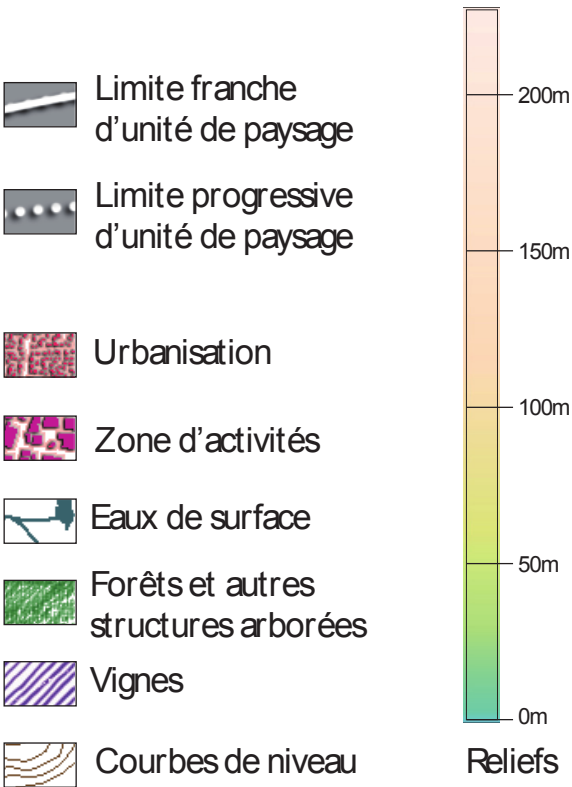 Limite franche
d'unité de paysage
Limite progressive
d'unité de paysage
Urbanisation
Zone d'activités
Eaux de surface
Forêts et autres
structures arborées
Vignes
Courbes de niveau
200m
150m
100m
50m
0m
Reliefs